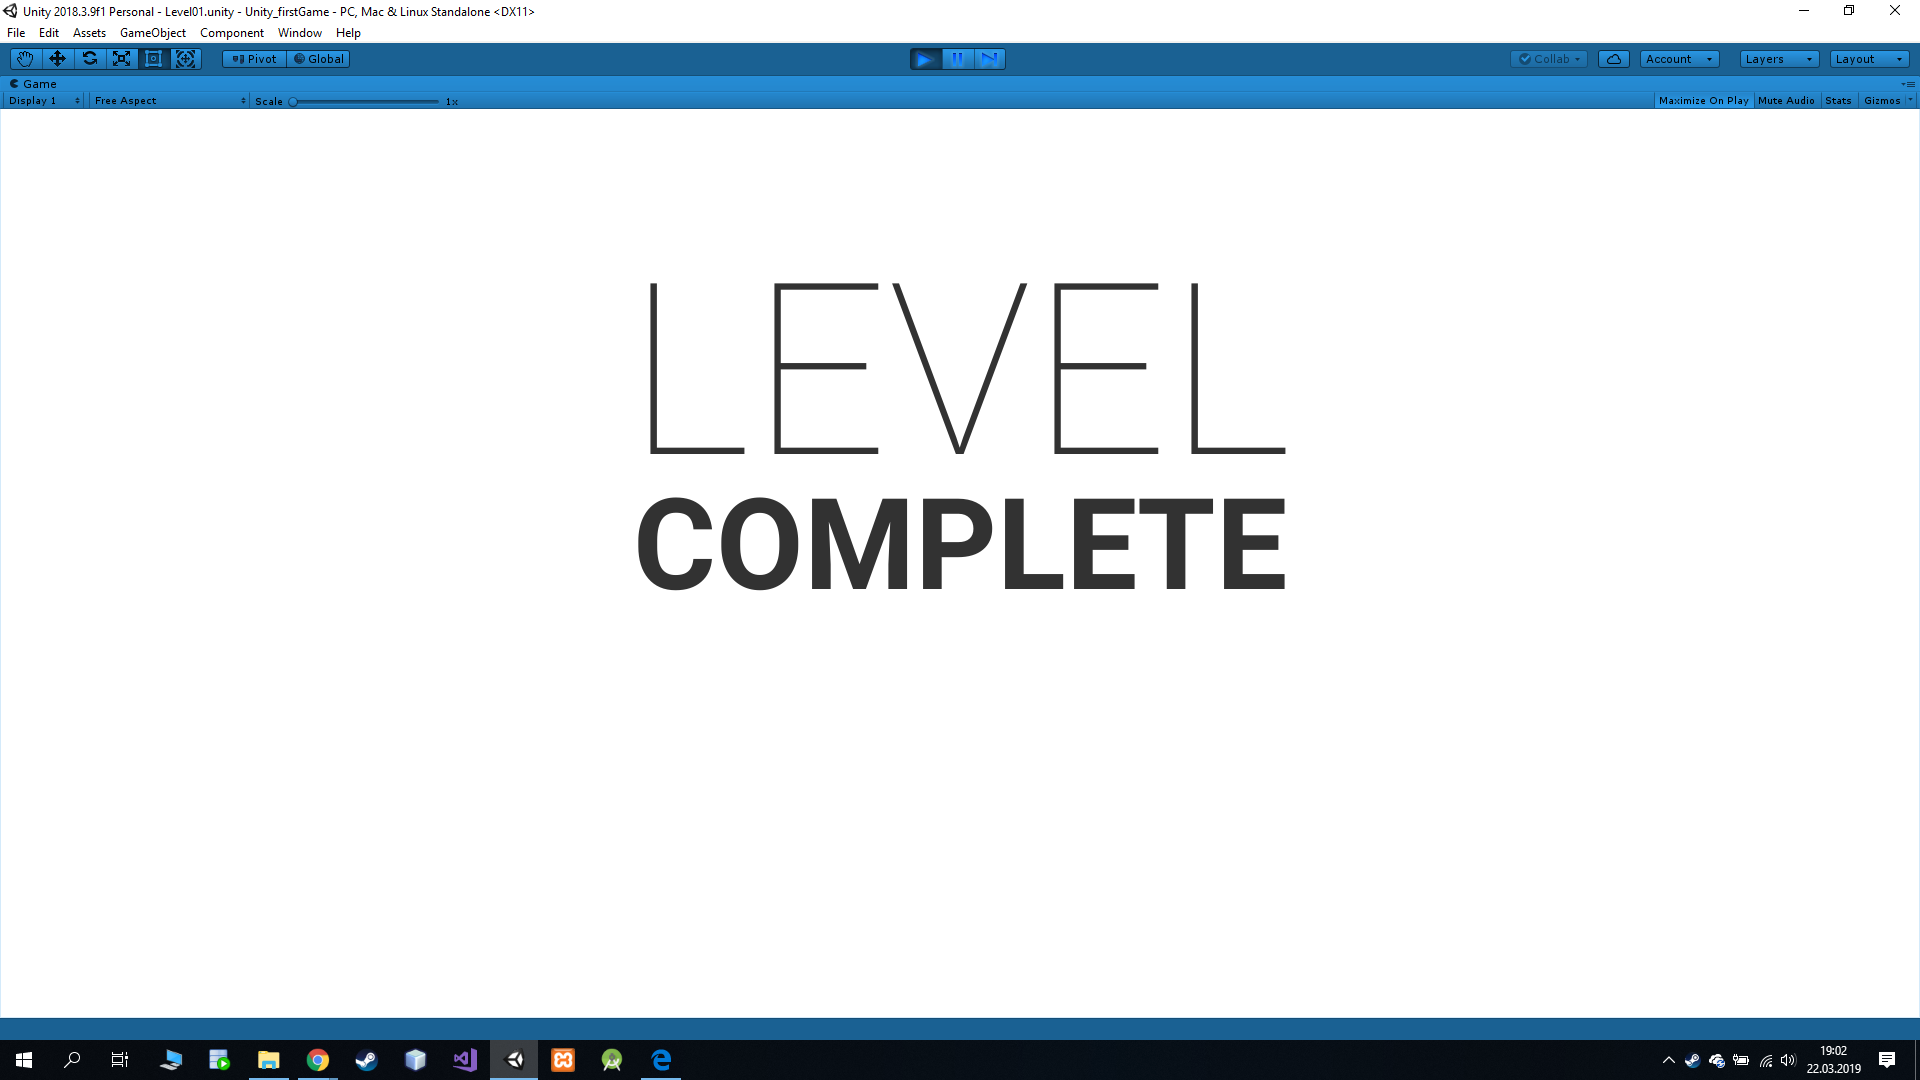 Unity 2018.3.9f1 Personal - Level01.unity - Unity_firstGame - PC, Mac & Linux Standalone <DX11>
File Edit Assets GameObject Component Window Help
Pivot Global Collab Account Layers Layout
Game
Display 1 Free Aspect Scale 1x Maximize On Play Mute Audio Stats Gizmos
LEVEL
COMPLETE
19:02
22.03.2019